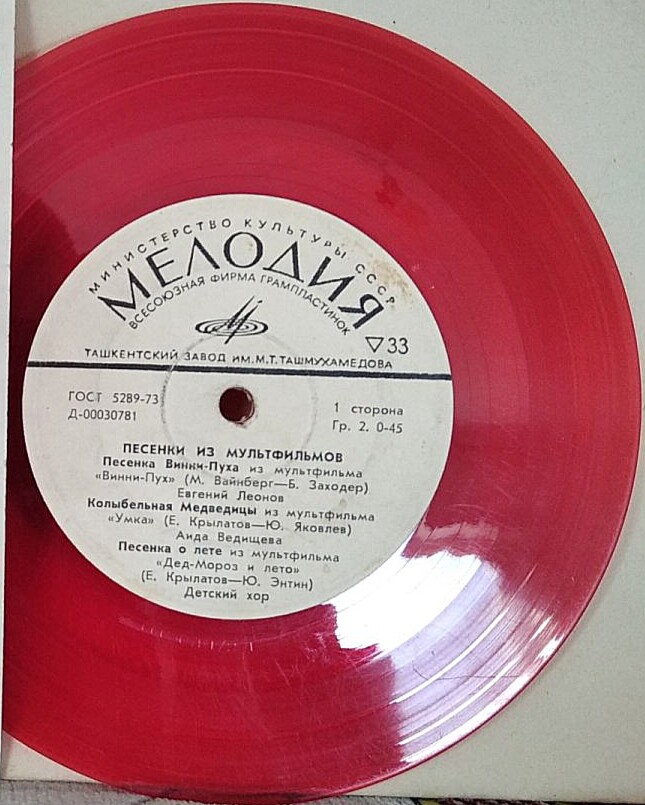 МИНИСТЕРСТВО КУЛЬТУРЫ СССР
МЕЛОДИЯ
ВСЕСОЮЗНАЯ ФИРМА ГРАМПЛАСТИНОК
33
ТАШКЕНТСКИЙ ЗАВОД ИМ.М.Т.ТАШМУХАМЕДОВА
ГОСТ 5289-73
Д-00030781
1 сторона
Гр. 2. 0-45
ПЕСЕНКИ ИЗ МУЛЬТФИЛЬМОВ
Песенка Винни-Пуха из мультфильма
«Винни-Пух» (М. Вайнберг—Б. Заходер)
Евгений Леонов
Колыбельная Медведицы из мультфильма
«Умка» (Е. Крылатов—Ю. Яковлев)
Аида Ведищева
Песенка о лете из мультфильма
«Дед-Мороз и лето»
(Е. Крылатов—Ю. Энтин)
Детский хор